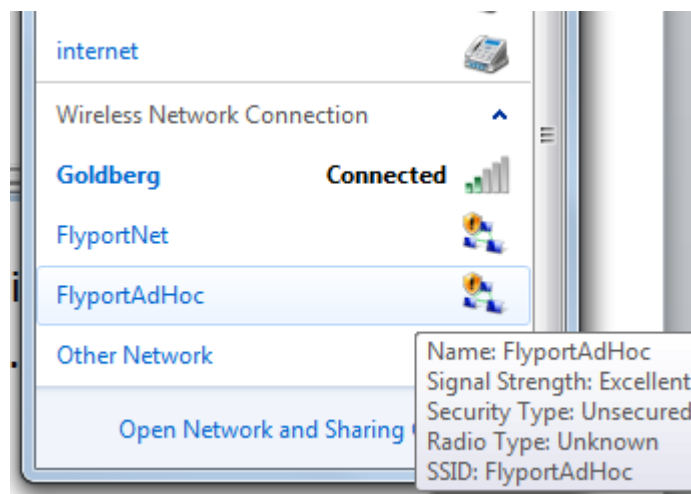 internet
Wireless Network Connection
Goldberg Connected
FlyportNet
FlyportAdHoc
Other Network
Open Network and Sharing
Name: FlyportAdHoc
Signal Strength: Excellent
Security Type: Unsecured
Radio Type: Unknown
SSID: FlyportAdHoc